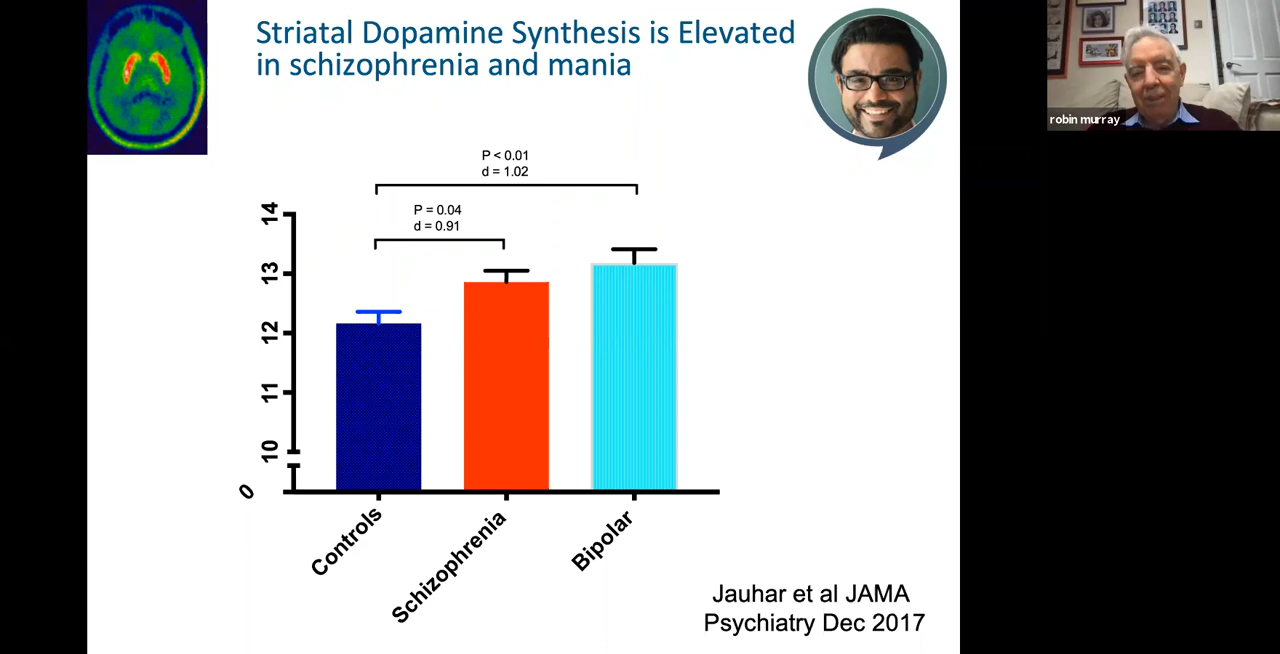 Striatal Dopamine Synthesis is Elevated
in schizophrenia and mania
robin murray
P < 0.01
d = 1.02
P = 0.04
d = 0.91
14
13
12
11
10
0
Controls
Schizophrenia
Bipolar
Jauhar et al JAMA
Psychiatry Dec 2017